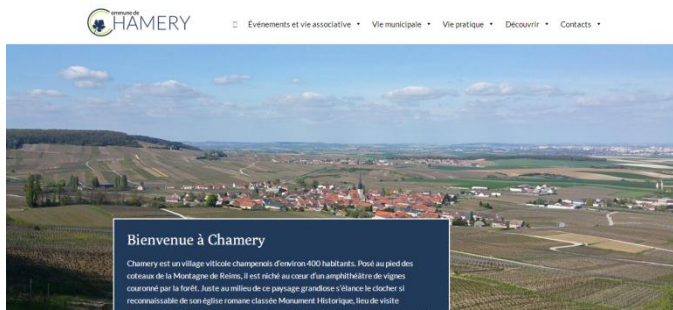 Commune de
CHAMERY
Événements et vie associative
Vie municipale
Vie pratique
Découvrir
Contacts
Bienvenue à Chamery
Chamery est un village viticole champenois d'environ 400 habitants. Posé au pied des
coteaux de la Montagne de Reims, il est niché au cœur d'un amphithéâtre de vignes
couronné par la forêt. Juste au milieu de ce paysage grandiose s'élance le clocher si
reconnaissable de son église romane classée Monument Historique, lieu de visite